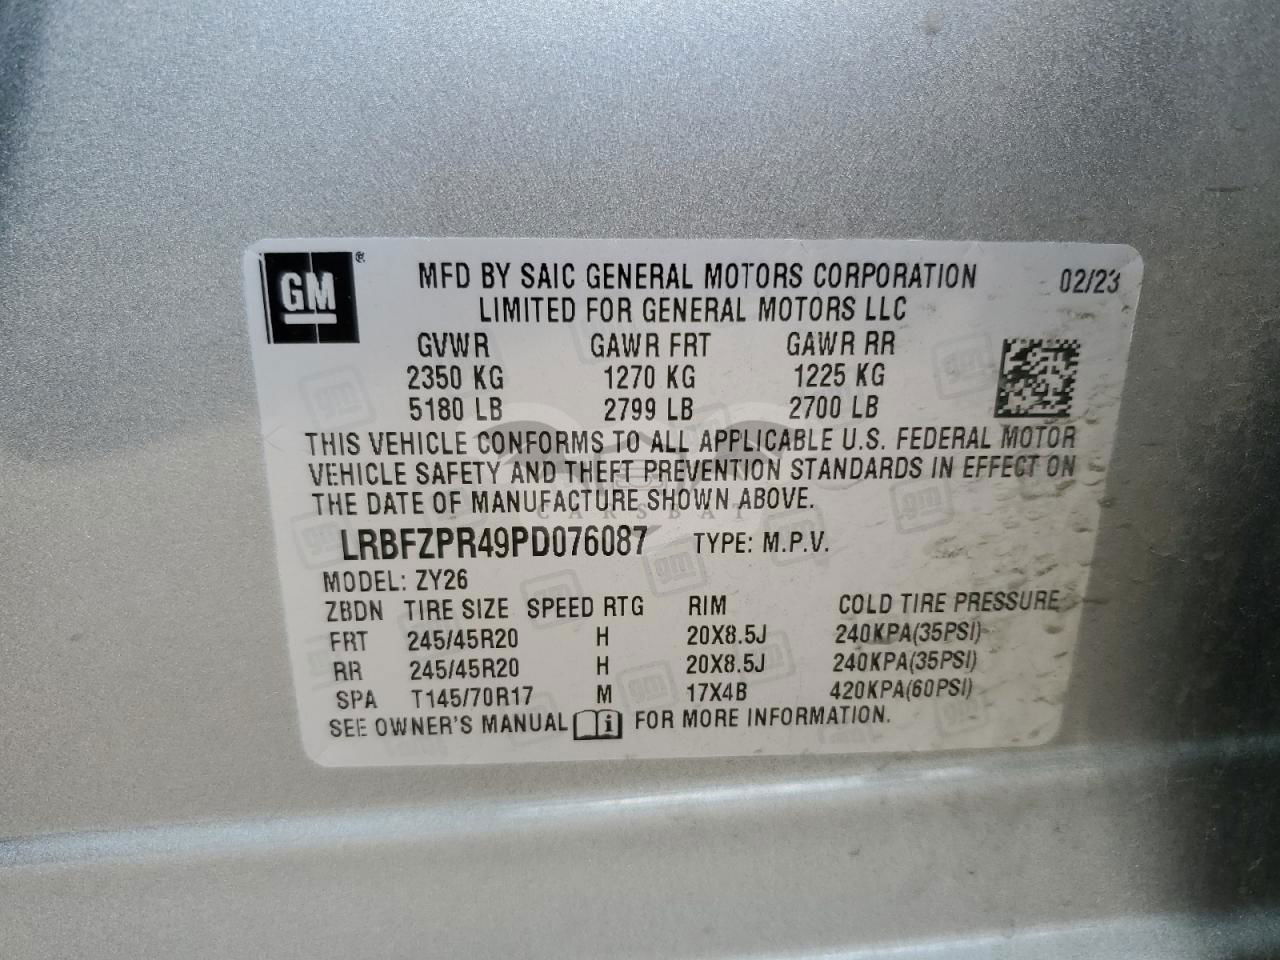 GM ®
MFD BY SAIC GENERAL MOTORS CORPORATION 02/23
LIMITED FOR GENERAL MOTORS LLC
GVWR GAWR FRT GAWR RR
2350 KG 1270 KG 1225 KG
5180 LB 2799 LB 2700 LB
THIS VEHICLE CONFORMS TO ALL APPLICABLE U.S. FEDERAL MOTOR
VEHICLE SAFETY AND THEFT PREVENTION STANDARDS IN EFFECT ON
THE DATE OF MANUFACTURE SHOWN ABOVE.
CARSBAT
LRBFZPR49PD076087 TYPE: M.P.V.
MODEL: ZY26
ZBDN TIRE SIZE SPEED RTG RIM COLD TIRE PRESSURE
FRT 245/45R20 H 20X8.5J 240KPA(35PSI)
RR 245/45R20 H 20X8.5J 240KPA(35PSI)
SPA T145/70R17 M 17X4B 420KPA(60PSI)
SEE OWNER'S MANUAL i FOR MORE INFORMATION.